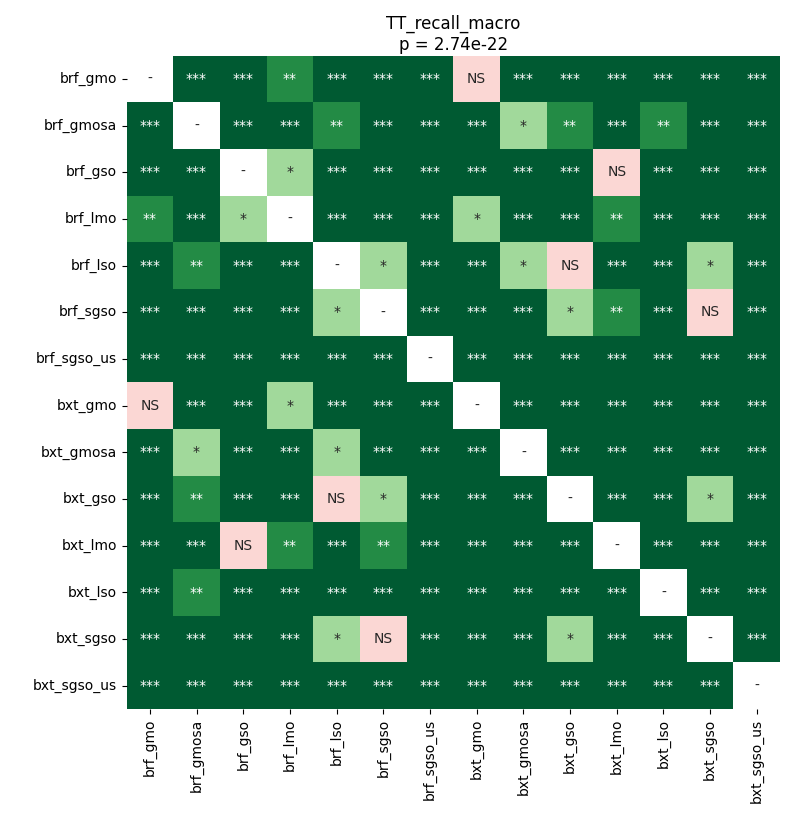 TT_recall_macro
p = 2.74e-22
brf_gmo - *** *** ** *** *** *** NS *** *** *** *** *** ***
brf_gmosa *** - *** *** ** *** *** *** * ** *** ** *** ***
brf_gso *** *** - * *** *** *** *** *** *** NS *** *** ***
brf_lmo ** *** * - *** *** *** * *** *** ** *** *** ***
brf_lso *** ** *** *** - * *** *** * NS *** *** * ***
brf_sgso *** *** *** *** * - *** *** *** * ** *** NS ***
brf_sgso_us *** *** *** *** *** *** - *** *** *** *** *** *** ***
bxt_gmo NS *** *** * *** *** *** - *** *** *** *** *** ***
bxt_gmosa *** * *** *** * *** *** *** - *** *** *** *** ***
bxt_gso *** ** *** *** NS * *** *** *** - *** *** * ***
bxt_lmo *** *** NS ** *** ** *** *** *** *** - *** *** ***
bxt_lso *** ** *** *** *** *** *** *** *** *** *** - *** ***
bxt_sgso *** *** *** *** * NS *** *** *** * *** *** - ***
bxt_sgso_us *** *** *** *** *** *** *** *** *** *** *** *** *** -
brf_gmo brf_gmosa brf_gso brf_lmo brf_lso brf_sgso brf_sgso_us bxt_gmo bxt_gmosa bxt_gso bxt_lmo bxt_lso bxt_sgso bxt_sgso_us